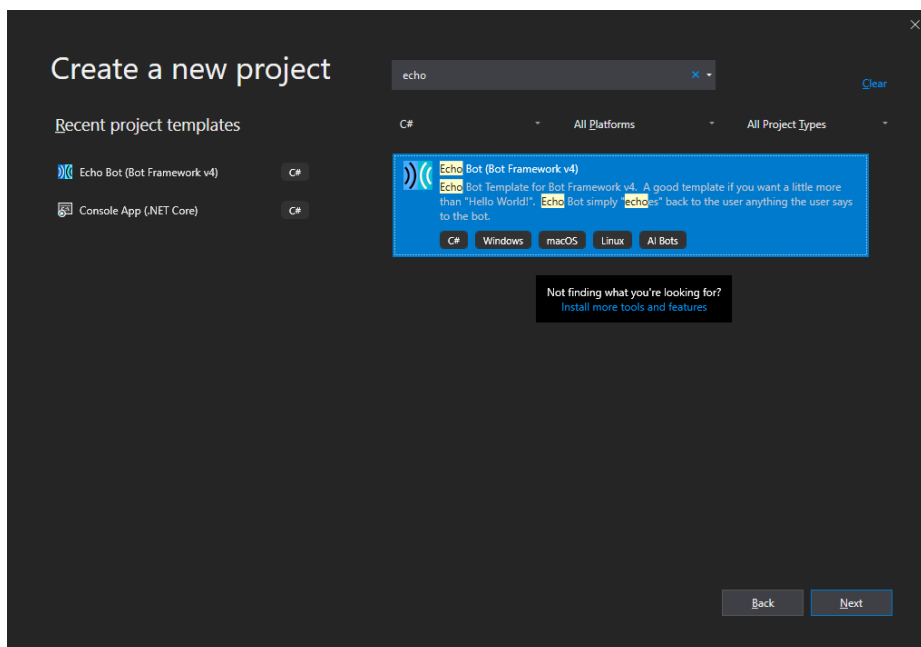 Create a new project
echo
Clear
Recent project templates
C#
All Platforms
All Project Types
Echo Bot (Bot Framework v4)
C#
Console App (.NET Core)
C#
Echo Bot (Bot Framework v4)
Echo Bot Template for Bot Framework v4. A good template if you want a little more
than "Hello World!". Echo Bot simply "echoes" back to the user anything the user says
to the bot.
C#
Windows
macOS
Linux
AI Bots
Not finding what you're looking for?
Install more tools and features
Back
Next